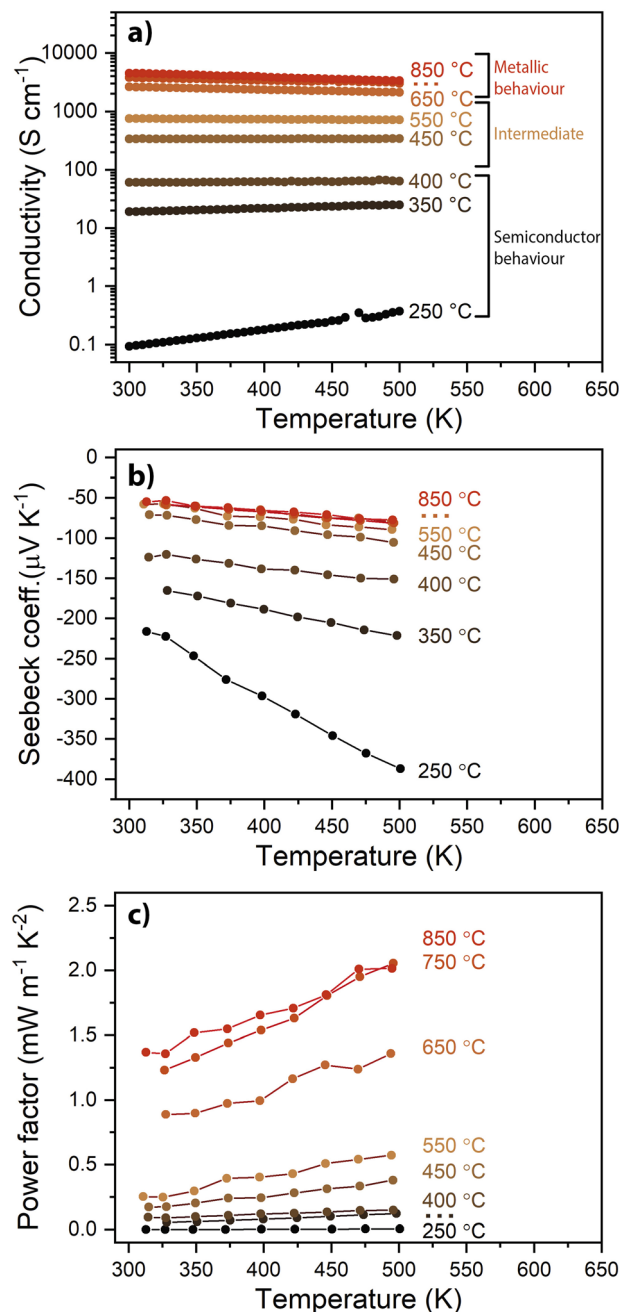 a)
Conductivity (S cm⁻¹)
10000
1000
100
10
1
0.1
850 °C
650 °C
550 °C
450 °C
400 °C
350 °C
250 °C
Metallic
behaviour
Intermediate
Semiconductor
behaviour
300 350 400 450 500 550 600 650
Temperature (K)
b)
Seebeck coeff.(μV K⁻¹)
0
-50
-100
-150
-200
-250
-300
-350
-400
850 °C
550 °C
450 °C
400 °C
350 °C
250 °C
300 350 400 450 500 550 600 650
Temperature (K)
c)
Power factor (mW m⁻¹ K⁻²)
2.5
2.0
1.5
1.0
0.5
0.0
850 °C
750 °C
650 °C
550 °C
450 °C
400 °C
250 °C
300 350 400 450 500 550 600 650
Temperature (K)